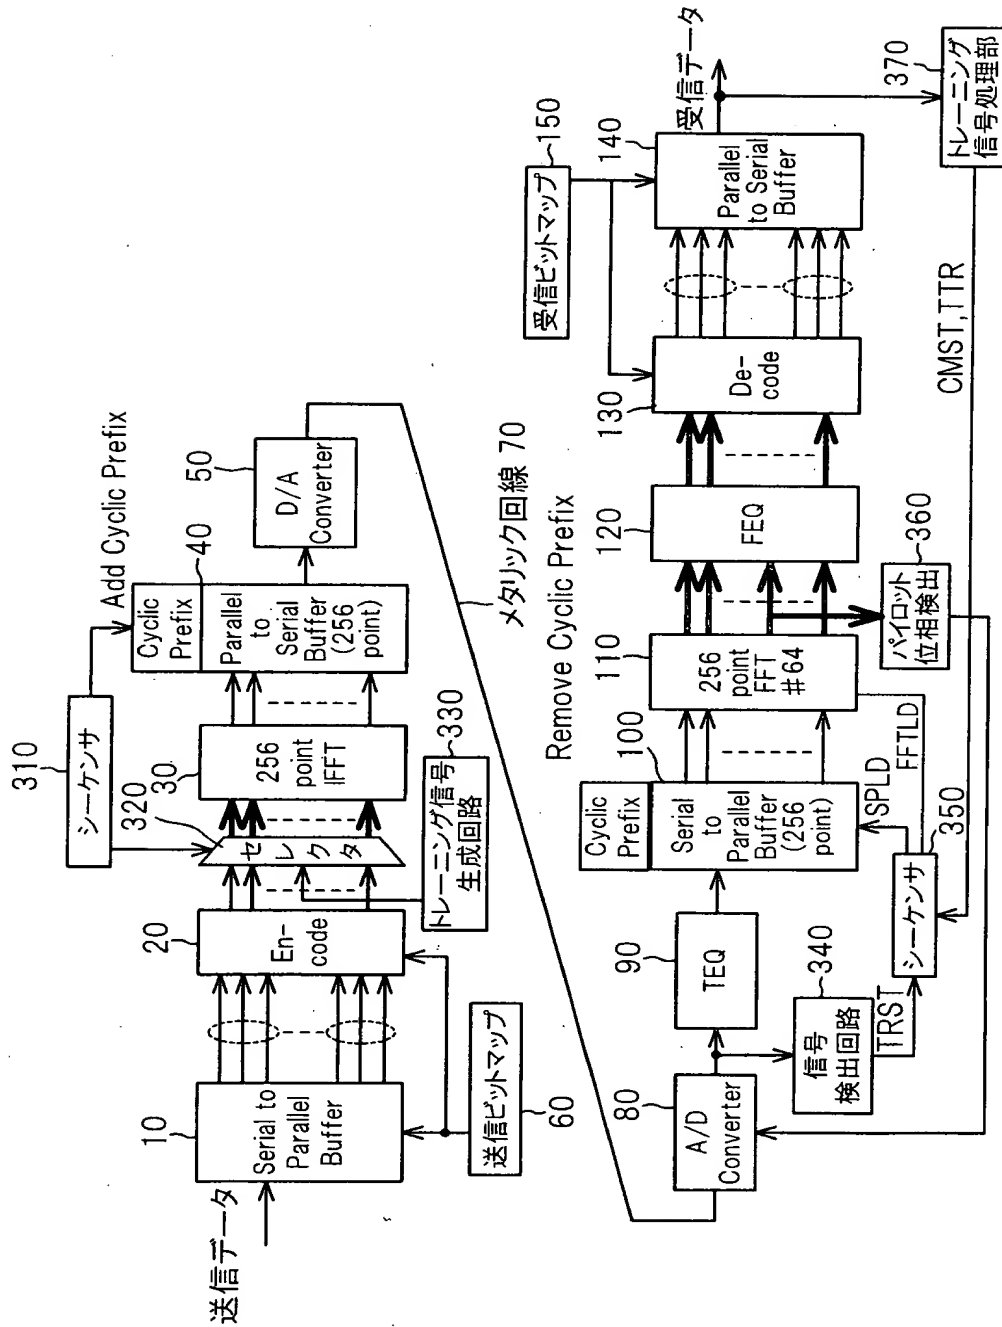 送信データ
10
Serial to
Parallel
Buffer
20
En-
code
送信ビットマップ
60
シーケンサ
310
320
セレクタ
トレーニング信号
生成回路
330
30
256
point
IFFT
Add Cyclic Prefix
Cyclic
Prefix
40
Parallel
to
Serial
Buffer
(256
point)
50
D/A
Converter
メタリック回線 70
80
A/D
Converter
90
TEQ
信号
検出回路
340
TRST
シーケンサ
350
SPLD
FFTLD
Remove Cyclic Prefix
Cyclic
Prefix
100
Serial
to
Parallel
Buffer
(256
point)
110
256
point
FFT
#64
120
FEQ
パイロット
位相検出
360
130
De-
code
受信ビットマップ
150
140
Parallel
to Serial
Buffer
受信データ
370
トレーニング
信号処理部
CMST,TTR